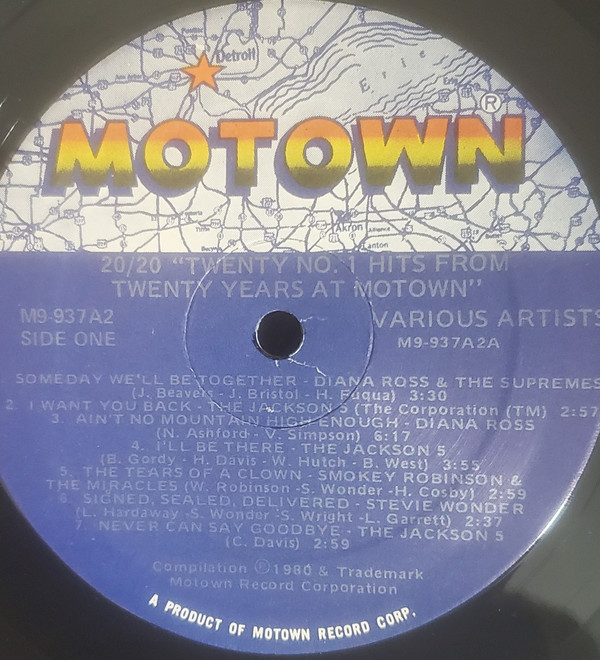 Detroit
Ann Arbor
Erie
Erie
®
MOTOWN
Akron
Canton
20/20 "TWENTY NO. 1 HITS FROM
TWENTY YEARS AT MOTOWN"
M9-937A2
SIDE ONE
VARIOUS ARTISTS
M9-937A2A
1. SOMEDAY WE'LL BE TOGETHER - DIANA ROSS & THE SUPREMES
(J. Beavers - J. Bristol - H. Fuqua) 3:30
2. I WANT YOU BACK - THE JACKSON 5 (The Corporation (TM) 2:57
3. AIN'T NO MOUNTAIN HIGH ENOUGH - DIANA ROSS
(N. Ashford - V. Simpson) 6:17
4. I'LL BE THERE - THE JACKSON 5
(B. Gordy - H. Davis - W. Hutch - B. West) 3:55
5. THE TEARS OF A CLOWN - SMOKEY ROBINSON &
THE MIRACLES (W. Robinson -S. Wonder -H. Cosby) 2:59
6. SIGNED, SEALED, DELIVERED - STEVIE WONDER
(L. Hardaway -S. Wonder -S. Wright -L. Garrett) 2:37
7. NEVER CAN SAY GOODBYE - THE JACKSON 5
(C. Davis) 2:59
Compilation Ⓟ1980 & Trademark
Motown Record Corporation
A PRODUCT OF MOTOWN RECORD CORP.